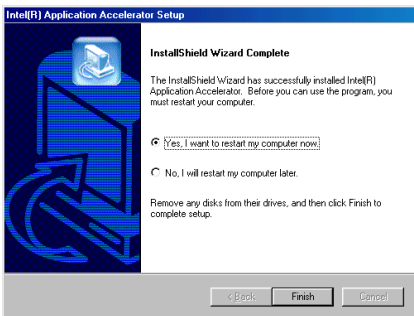 Intel(R) Application Accelerator Setup
InstallShield Wizard Complete
The InstallShield Wizard has successfully installed Intel(R)
Application Accelerator. Before you can use the program, you
must restart your computer.
Yes, I want to restart my computer now.
No, I will restart my computer later.
Remove any disks from their drives, and then click Finish to
complete setup.
< Back Finish Cancel